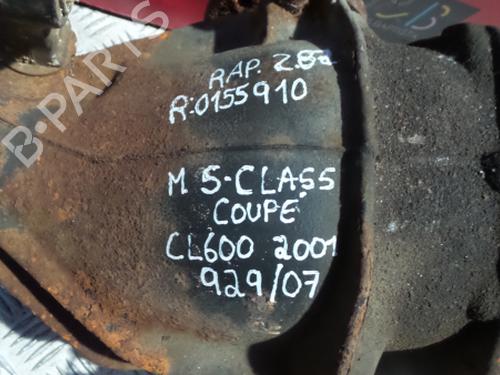 RAP. 2.82
R:0155910
M S-CLASS
COUPE
CL600 2001
929/07
B-PARTS